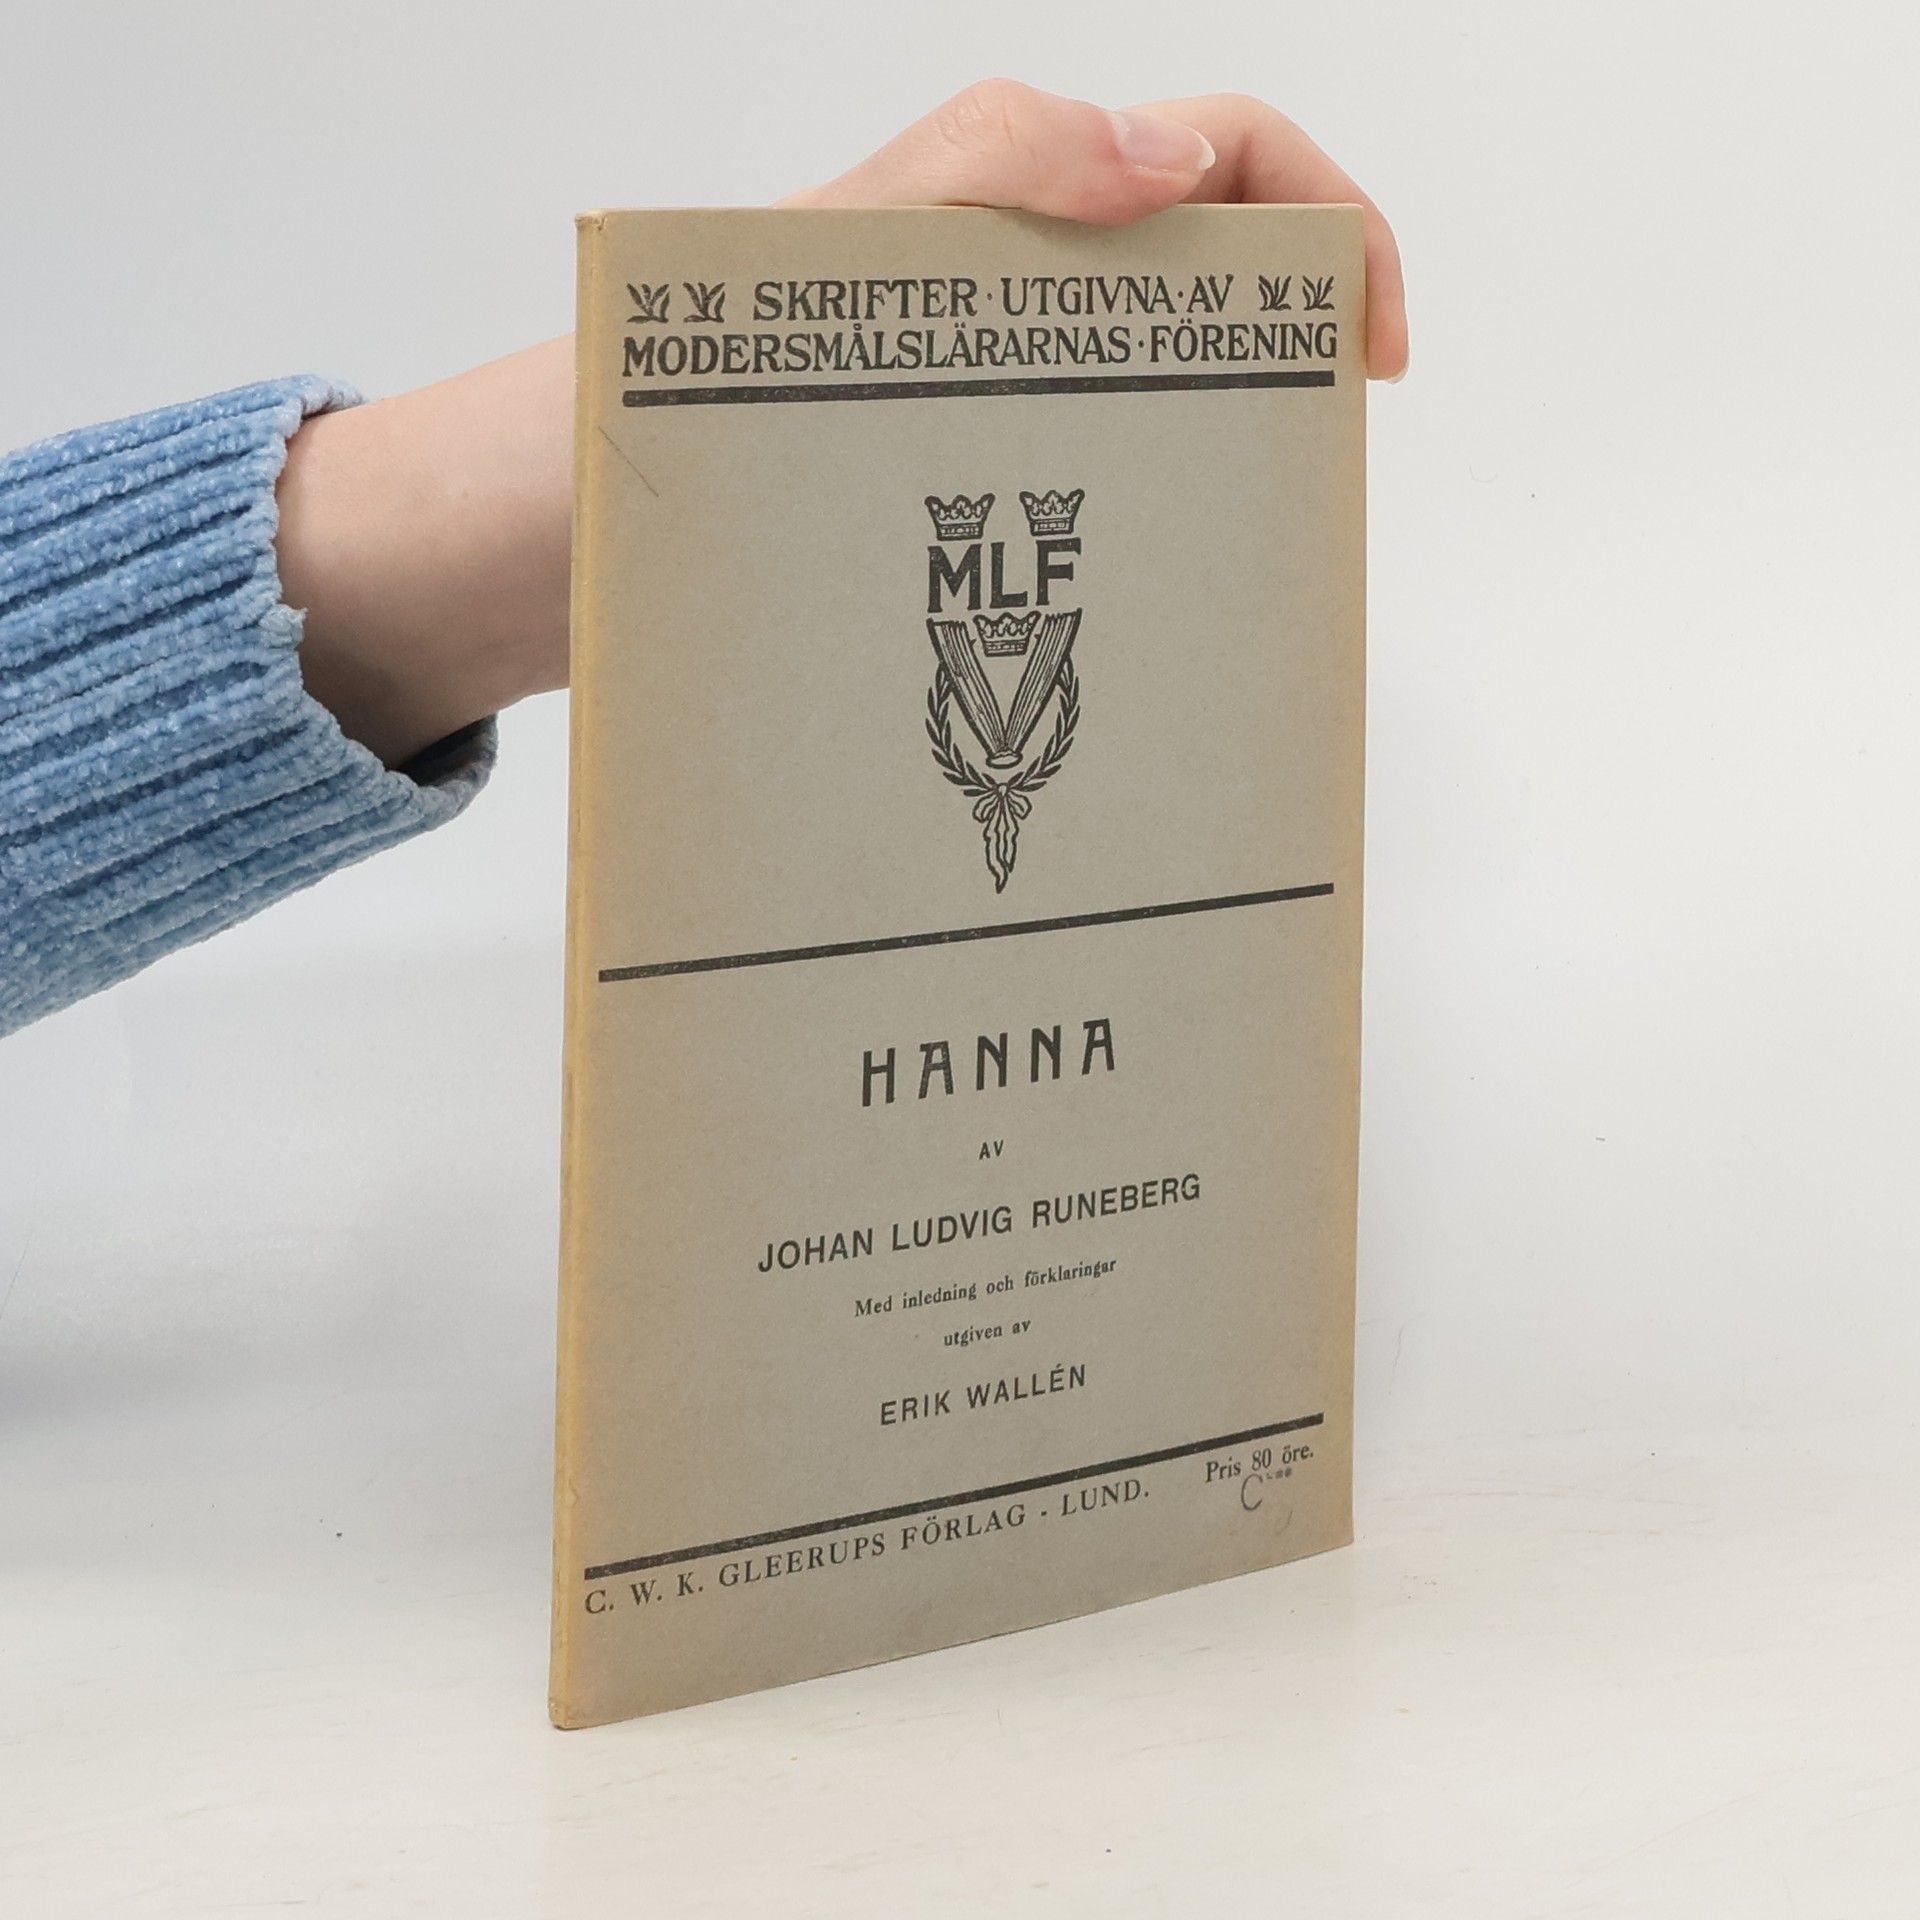 SKRIFTER·UTGIVNA·AV
MODERSMÅLSLÄRARNAS·FÖRENING
MLF
HANNA
AV
JOHAN LUDVIG RUNEBERG
Med inledning och förklaringar
utgiven av
ERIK WALLÉN
C. W. K. GLEERUPS FÖRLAG - LUND.
Pris 80 öre.